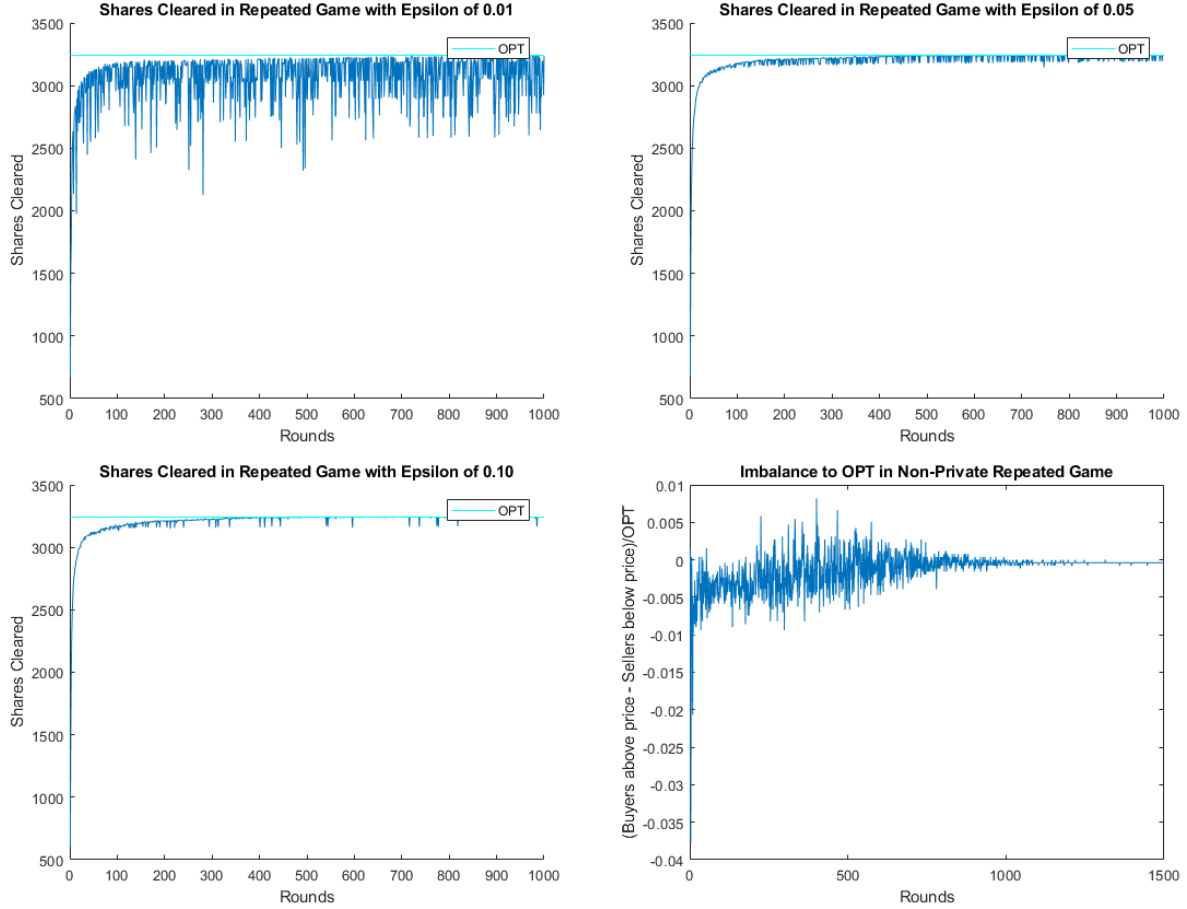 Shares Cleared in Repeated Game with Epsilon of 0.01
3500
3000
2500
2000
1500
1000
500
Shares Cleared
OPT
0 100 200 300 400 500 600 700 800 900 1000
Rounds
Shares Cleared in Repeated Game with Epsilon of 0.05
3500
3000
2500
2000
1500
1000
500
Shares Cleared
OPT
0 100 200 300 400 500 600 700 800 900 1000
Rounds
Shares Cleared in Repeated Game with Epsilon of 0.10
3500
3000
2500
2000
1500
1000
500
Shares Cleared
OPT
0 100 200 300 400 500 600 700 800 900 1000
Rounds
Imbalance to OPT in Non-Private Repeated Game
0.01
0.005
0
-0.005
-0.01
-0.015
-0.02
-0.025
-0.03
-0.035
-0.04
(Buyers above price - Sellers below price)/OPT
0 500 1000 1500
Rounds